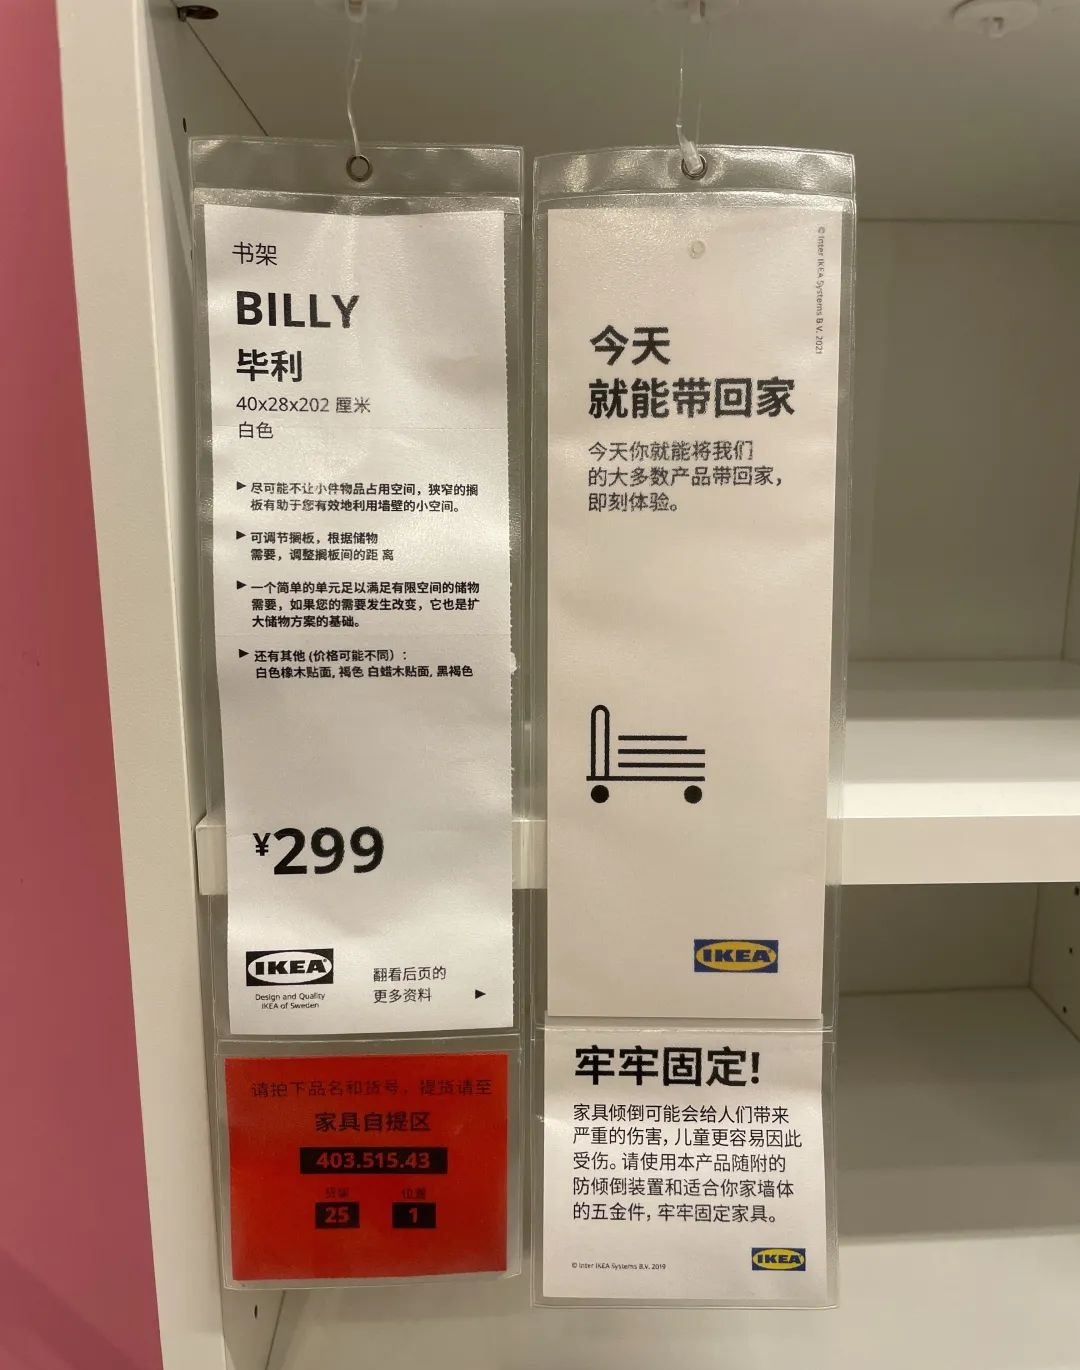 书架
BILLY
毕利
40x28x202 厘米
白色
▶ 尽可能不让小件物品占用空间，狭窄的搁
板有助于您有效地利用墙壁的小空间。
▶ 可调节搁板，根据储物
需要，调整搁板间的距 离
▶ 一个简单的单元足以满足有限空间的储物
需要，如果您的需要发生改变，它也是扩
大储物方案的基础。
▶ 还有其他 (价格可能不同）：
白色橡木贴面, 褐色 白蜡木贴面, 黑褐色
¥299
IKEA
Design and Quality
IKEA of Sweden
翻看后页的
更多资料 ▶
请拍下品名和货号，提货请至
家具自提区
403.515.43
货架 位置
25 1
© Inter IKEA Systems B.V. 2021
今天
就能带回家
今天你就能将我们
的大多数产品带回家，
即刻体验。
IKEA
牢牢固定!
家具倾倒可能会给人们带来
严重的伤害, 儿童更容易因此
受伤。请使用本产品随附的
防倾倒装置和适合你家墙体
的五金件, 牢牢固定家具。
© Inter IKEA Systems B.V. 2019
IKEA